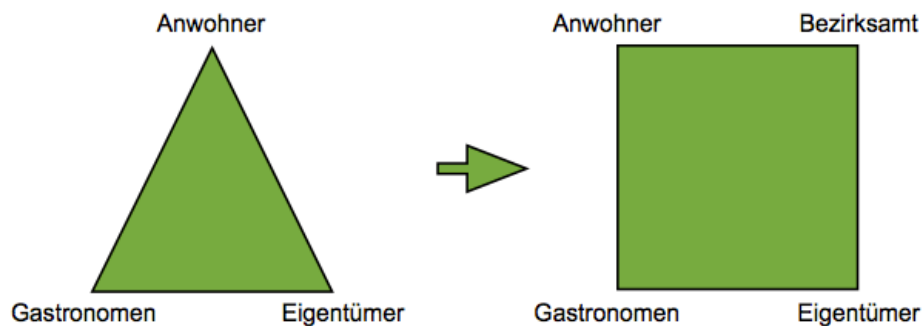 Anwohner
Anwohner Bezirksamt
Gastronomen Eigentümer
Gastronomen Eigentümer